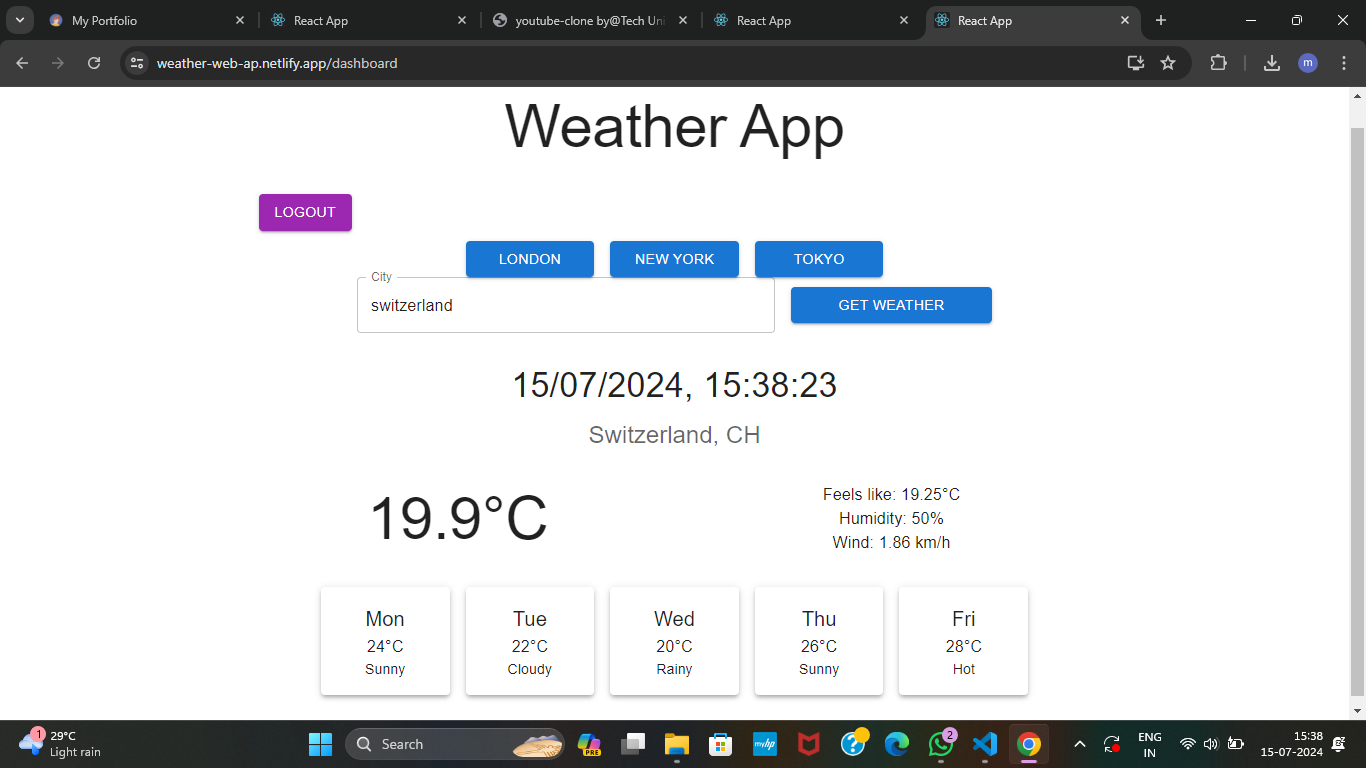 My Portfolio
React App
youtube-clone by@Tech Uni
React App
React App
weather-web-ap.netlify.app/dashboard
m
Weather App
LOGOUT
LONDON
NEW YORK
TOKYO
City
switzerland
GET WEATHER
15/07/2024, 15:38:23
Switzerland, CH
19.9°C
Feels like: 19.25°C
Humidity: 50%
Wind: 1.86 km/h
Mon
24°C
Sunny
Tue
22°C
Cloudy
Wed
20°C
Rainy
Thu
26°C
Sunny
Fri
28°C
Hot
1
29°C
Light rain
Search
PRE
myhp
2
ENG
IN
15:38
15-07-2024